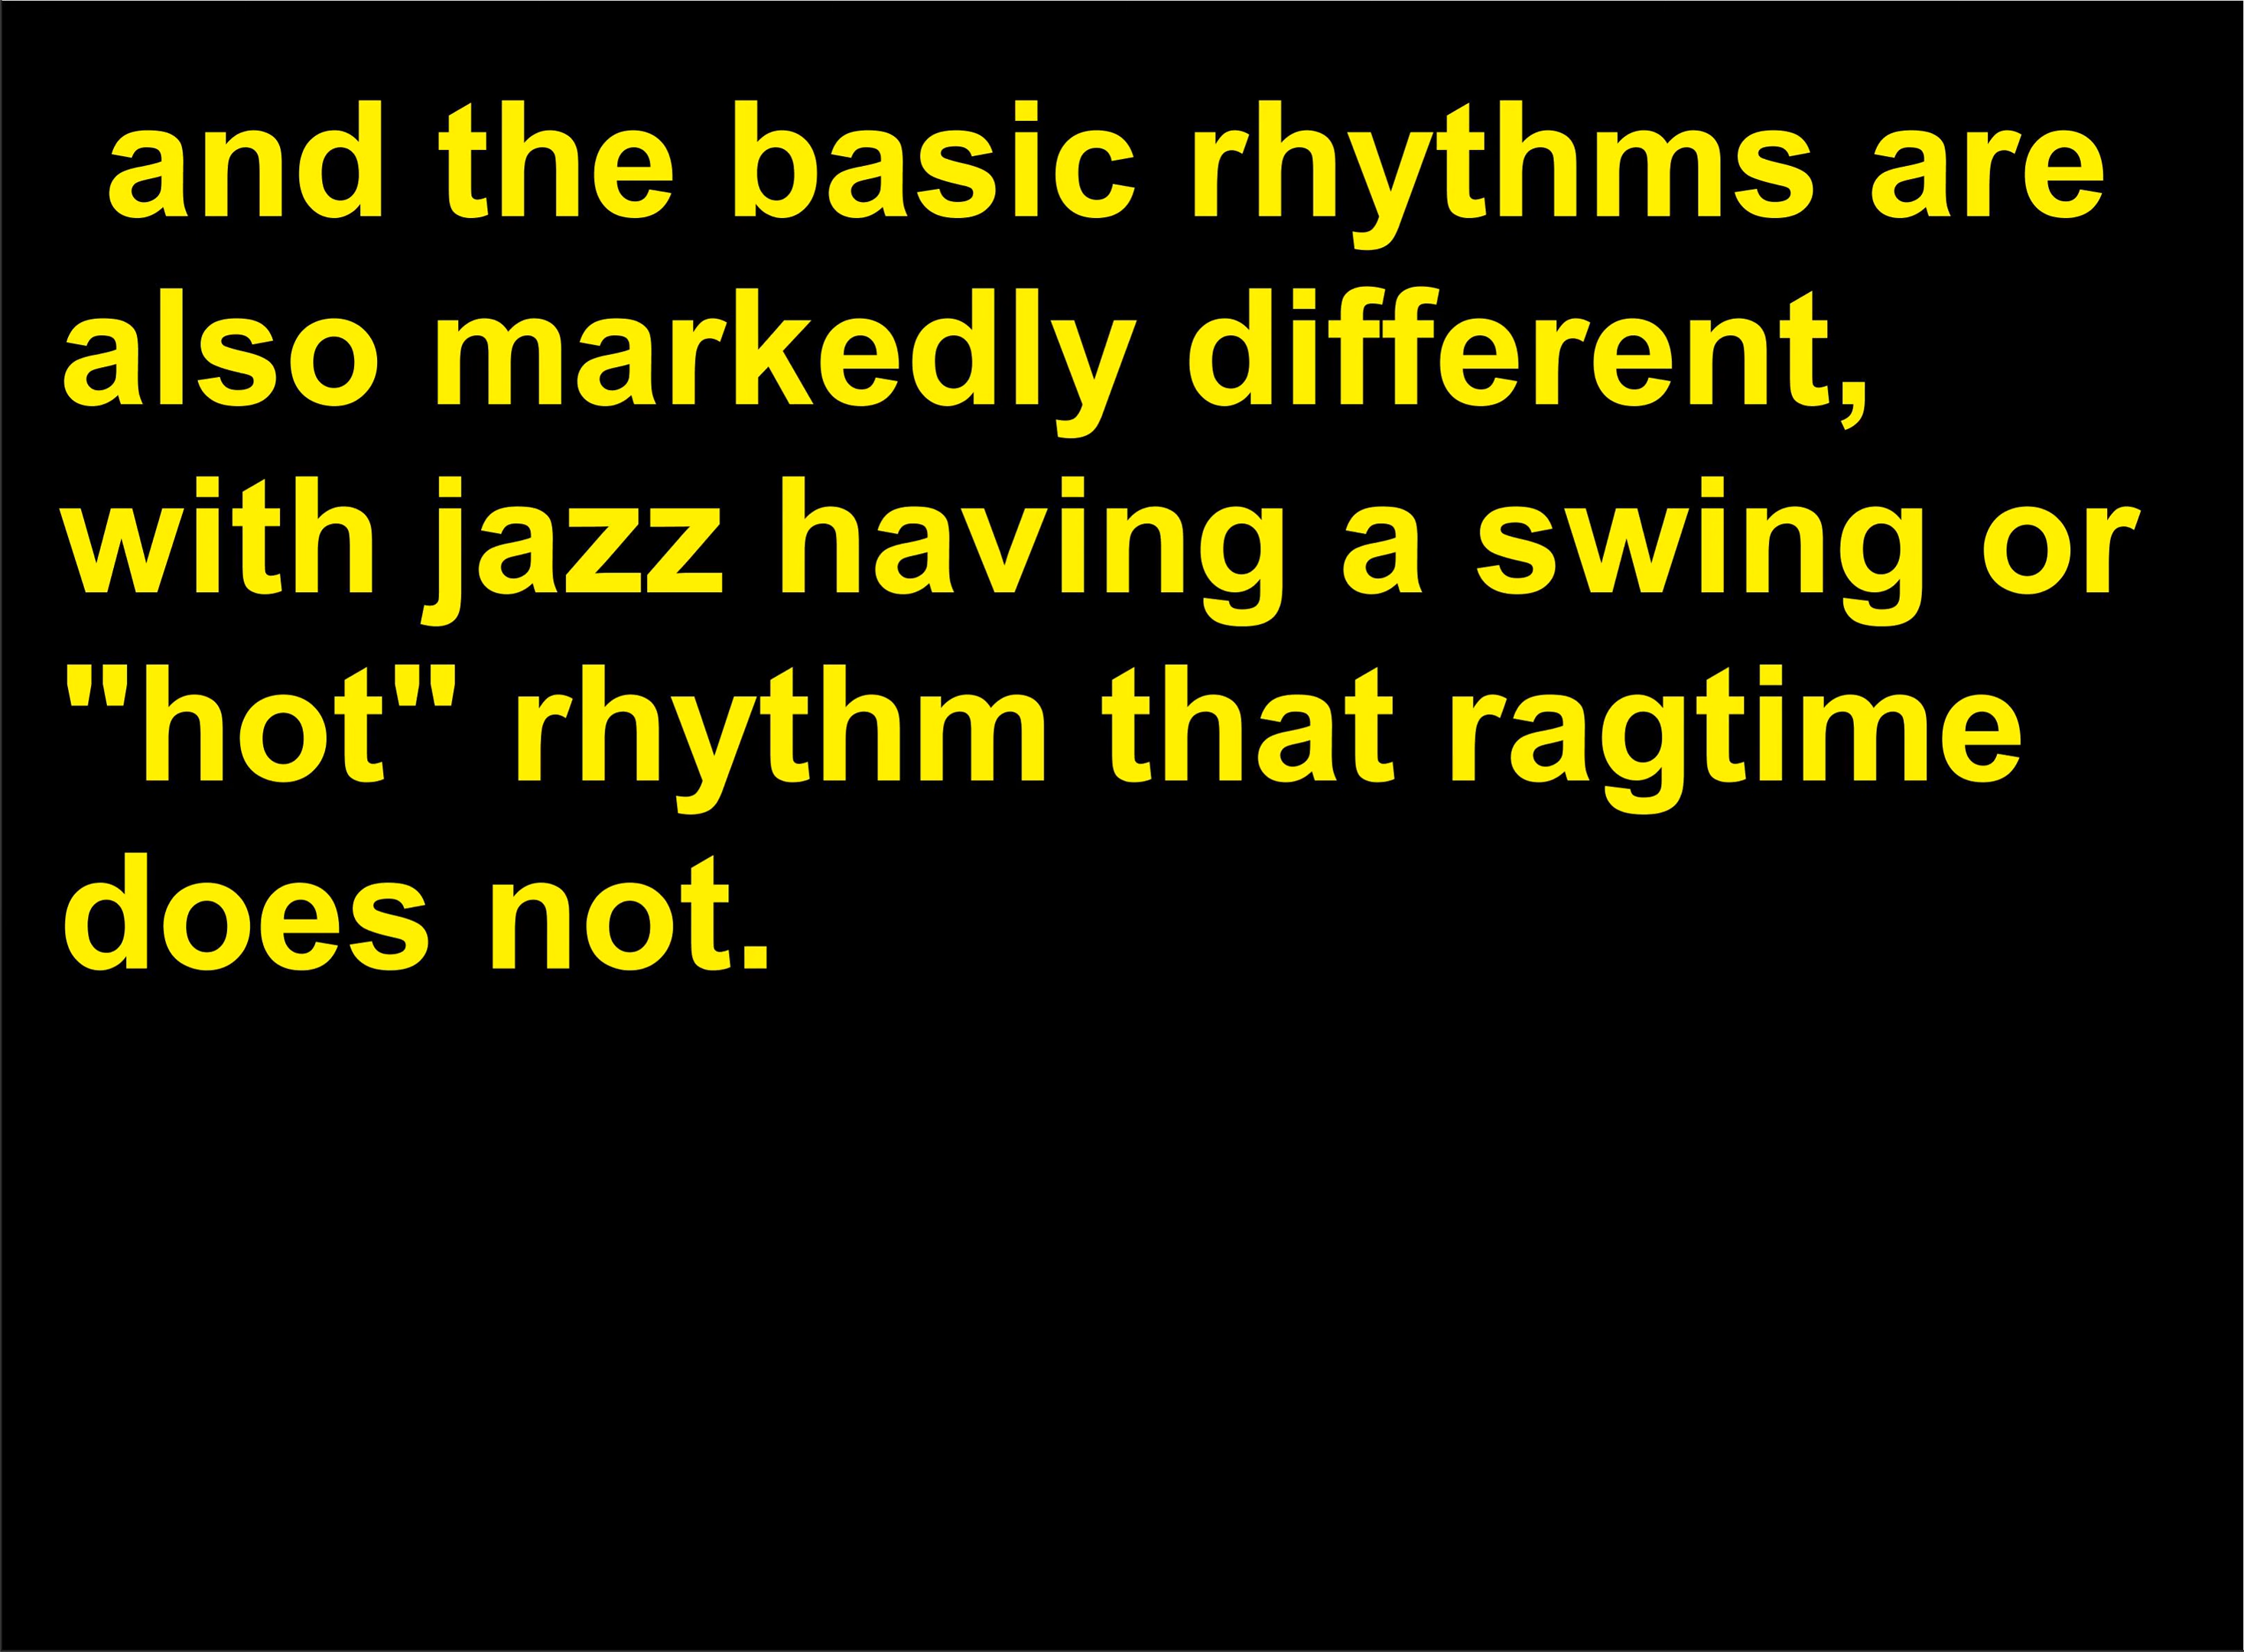 and the basic rhythms are
also markedly different,
with jazz having a swing or
"hot" rhythm that ragtime
does not.